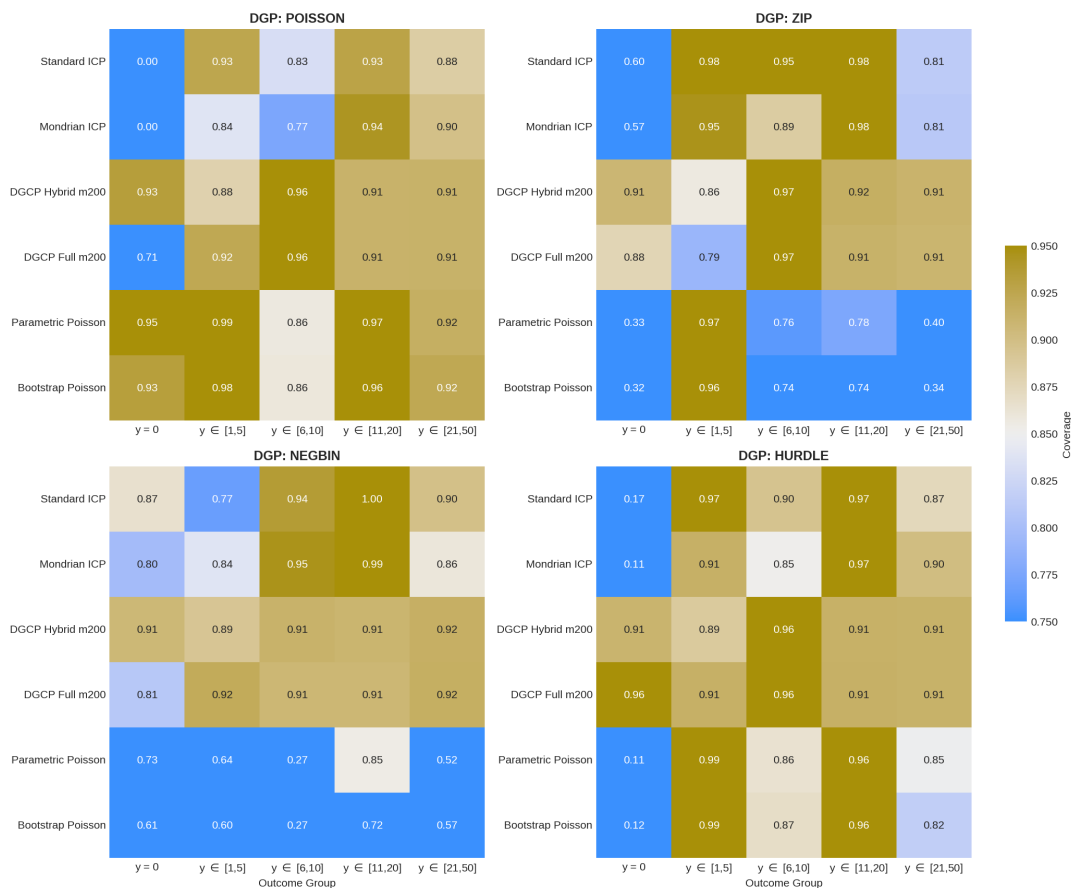 DGP: POISSON
Standard ICP 0.00 0.93 0.83 0.93 0.88
Mondrian ICP 0.00 0.84 0.77 0.94 0.90
DGCP Hybrid m200 0.93 0.88 0.96 0.91 0.91
DGCP Full m200 0.71 0.92 0.96 0.91 0.91
Parametric Poisson 0.95 0.99 0.86 0.97 0.92
Bootstrap Poisson 0.93 0.98 0.86 0.96 0.92
y = 0 y ∈ [1,5] y ∈ [6,10] y ∈ [11,20] y ∈ [21,50]
DGP: ZIP
Standard ICP 0.60 0.98 0.95 0.98 0.81
Mondrian ICP 0.57 0.95 0.89 0.98 0.81
DGCP Hybrid m200 0.91 0.86 0.97 0.92 0.91
DGCP Full m200 0.88 0.79 0.97 0.91 0.91
Parametric Poisson 0.33 0.97 0.76 0.78 0.40
Bootstrap Poisson 0.32 0.96 0.74 0.74 0.34
y = 0 y ∈ [1,5] y ∈ [6,10] y ∈ [11,20] y ∈ [21,50]
DGP: NEGBIN
Standard ICP 0.87 0.77 0.94 1.00 0.90
Mondrian ICP 0.80 0.84 0.95 0.99 0.86
DGCP Hybrid m200 0.91 0.89 0.91 0.91 0.92
DGCP Full m200 0.81 0.92 0.91 0.91 0.92
Parametric Poisson 0.73 0.64 0.27 0.85 0.52
Bootstrap Poisson 0.61 0.60 0.27 0.72 0.57
y = 0 y ∈ [1,5] y ∈ [6,10] y ∈ [11,20] y ∈ [21,50]
Outcome Group
DGP: HURDLE
Standard ICP 0.17 0.97 0.90 0.97 0.87
Mondrian ICP 0.11 0.91 0.85 0.97 0.90
DGCP Hybrid m200 0.91 0.89 0.96 0.91 0.91
DGCP Full m200 0.96 0.91 0.96 0.91 0.91
Parametric Poisson 0.11 0.99 0.86 0.96 0.85
Bootstrap Poisson 0.12 0.99 0.87 0.96 0.82
y = 0 y ∈ [1,5] y ∈ [6,10] y ∈ [11,20] y ∈ [21,50]
Outcome Group
0.950
0.925
0.900
0.875
0.850
0.825
0.800
0.775
0.750
Coverage